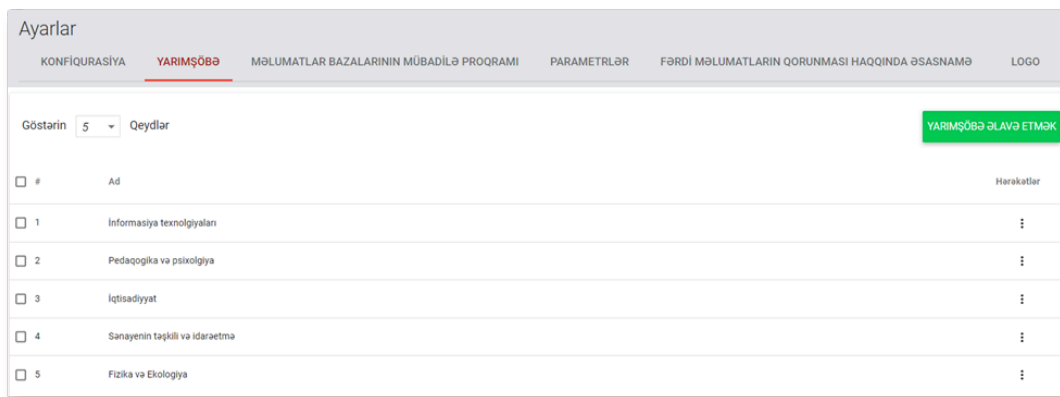 Ayarlar
KONFİQURASİYA YARIMŞÖBƏ MƏLUMATLAR BAZALARININ MÜBADİLƏ PROQRAMI PARAMETRLƏR FƏRDİ MƏLUMATLARIN QORUNMASI HAQQINDA ƏSASNAMƏ LOGO
Göstərin 5 Qeydlər YARIMŞÖBƏ ƏLAVƏ ETMƏK
# Ad Hərəkətlər
1 İnformasiya texnolgiyaları
2 Pedaqogika və psixolgiya
3 İqtisadiyyat
4 Sənayenin təşkili və idarəetmə
5 Fizika və Ekologiya